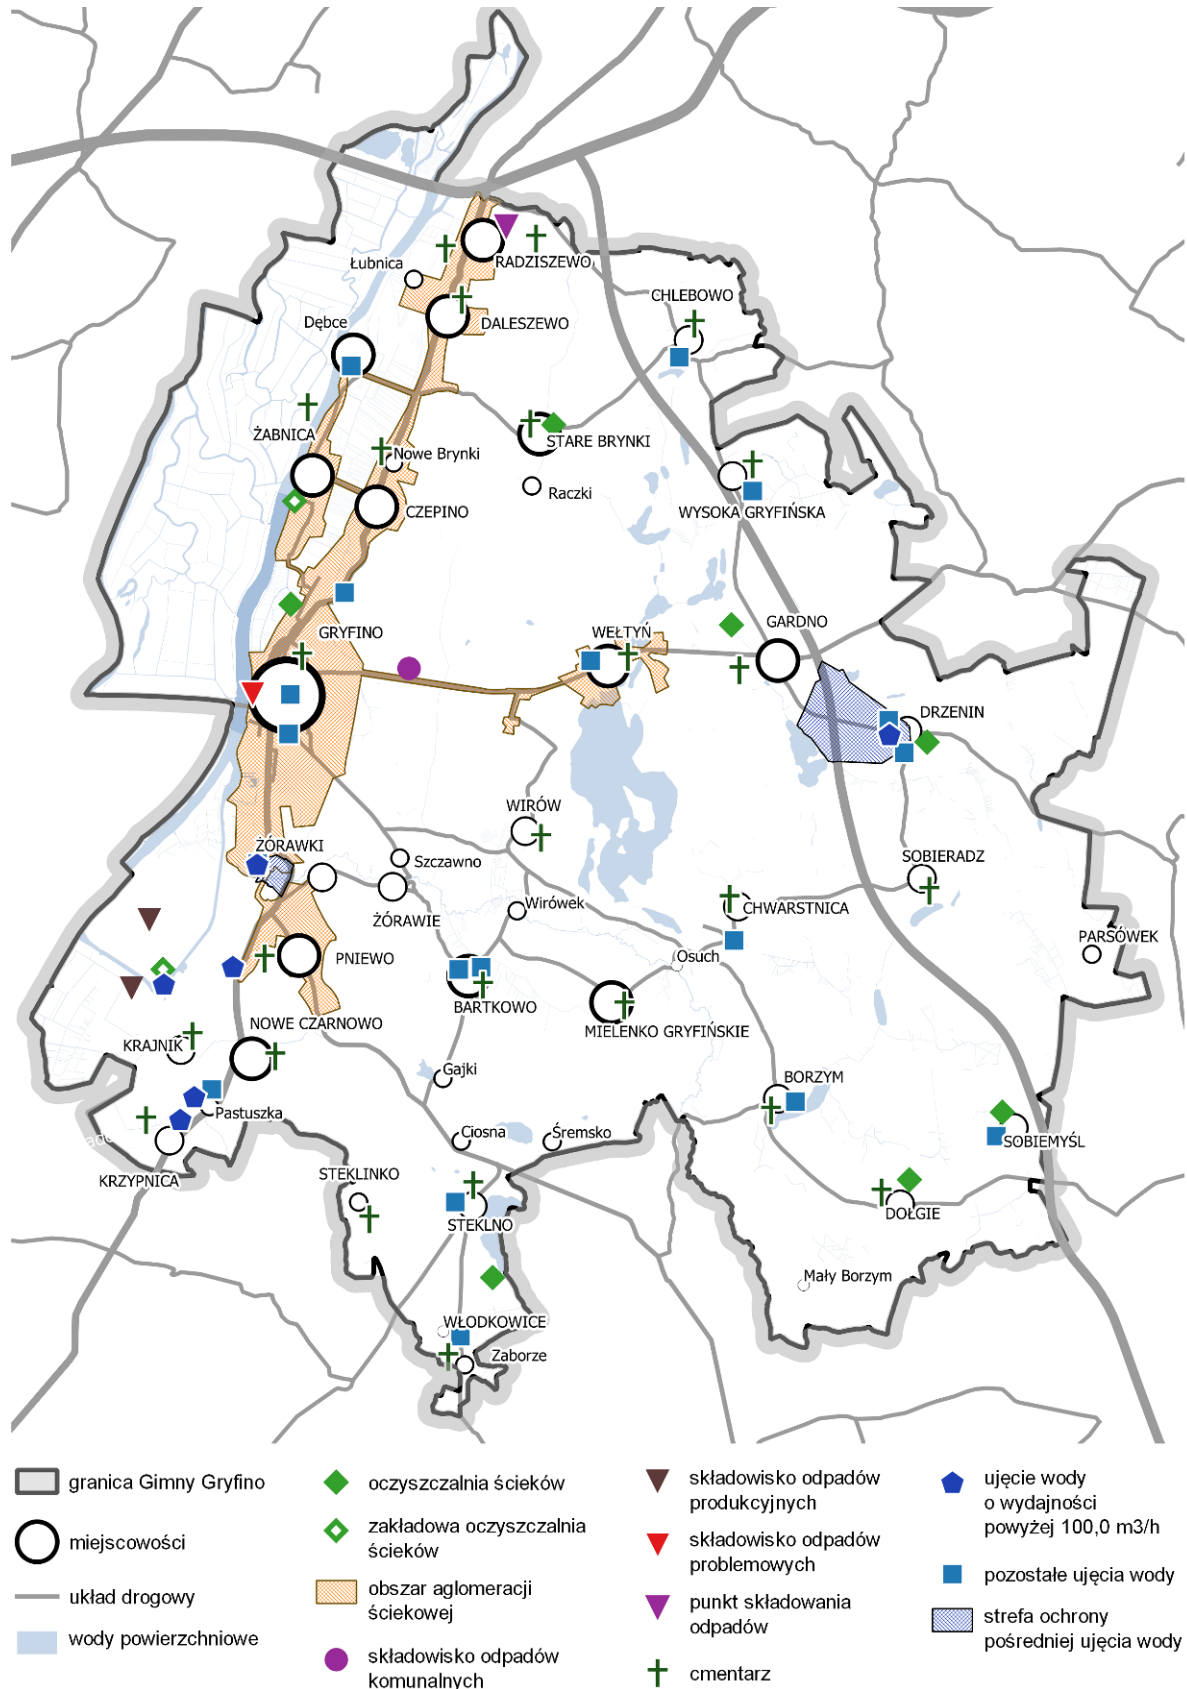 RADZISZEWO
Łubnica
CHLEBOWO
Dębce
DALESZEWO
ŻABNICA
STARE BRYNKI
Nowe Brynki
Raczki
CZEPINO
WYSOKA GRYFIŃSKA
GRYFINO
WEŁTYŃ
GARDNO
DRZENIN
WIRÓW
ŻÓRAWKI
Szczawno
SOBIERADZ
ŻÓRAWIE
Wirówek
CHWARSTNICA
PARSÓWEK
PNIEWO
Osuch
BARTKOWO
NOWE CZARNOWO
MIELENKO GRYFIŃSKIE
KRAJNIK
Gajki
BORZYM
Pastuszka
Ciosna
Śremsko
SOBIEMYŚL
KRZYPNICA
STEKLINKO
STEKLNO
DOŁGIE
Mały Borzym
WŁODKOWICE
Zaborze
granica Gimny Gryfino
miejscowości
układ drogowy
wody powierzchniowe
oczyszczalnia ścieków
zakładowa oczyszczalnia
ścieków
obszar aglomeracji
ściekowej
składowisko odpadów
komunalnych
składowisko odpadów
produkcyjnych
składowisko odpadów
problemowych
punkt składowania
odpadów
cmentarz
ujęcie wody
o wydajności
powyżej 100,0 m3/h
pozostałe ujęcia wody
strefa ochrony
pośredniej ujęcia wody